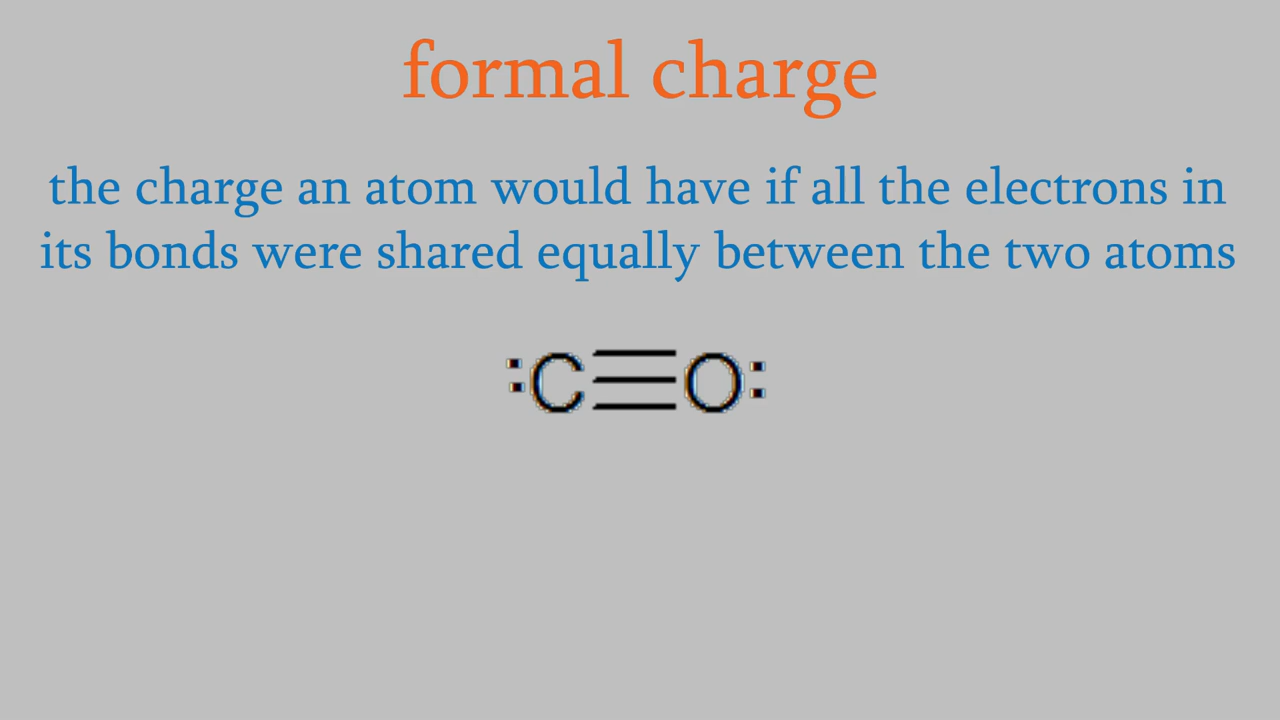 formal charge
the charge an atom would have if all the electrons in
its bonds were shared equally between the two atoms
:C≡O: